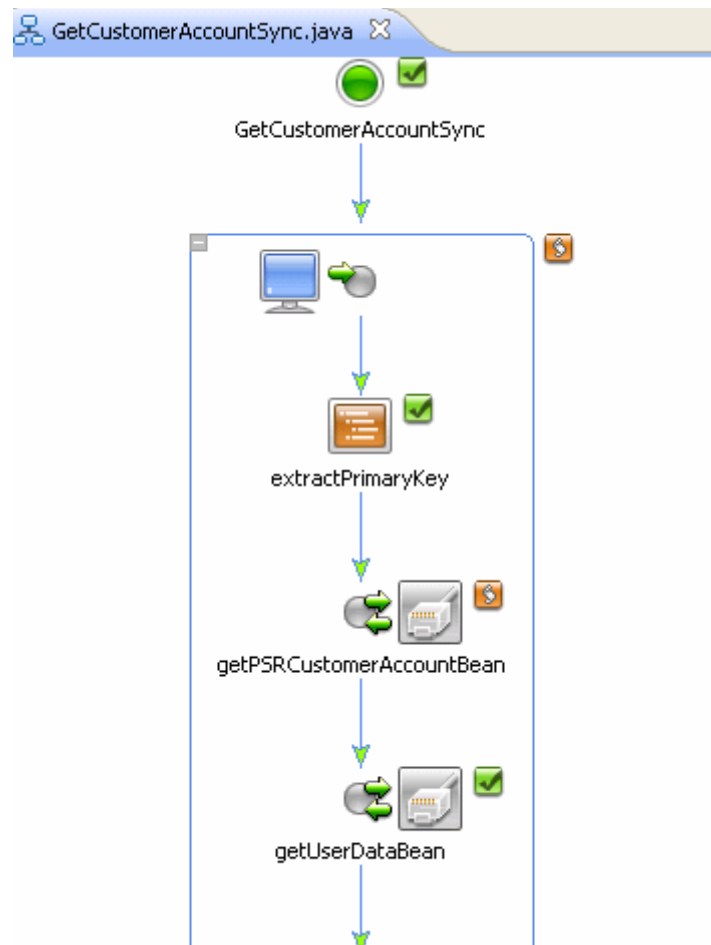 GetCustomerAccountSync.java
GetCustomerAccountSync
extractPrimaryKey
getPSRCustomerAccountBean
getUserDataBean